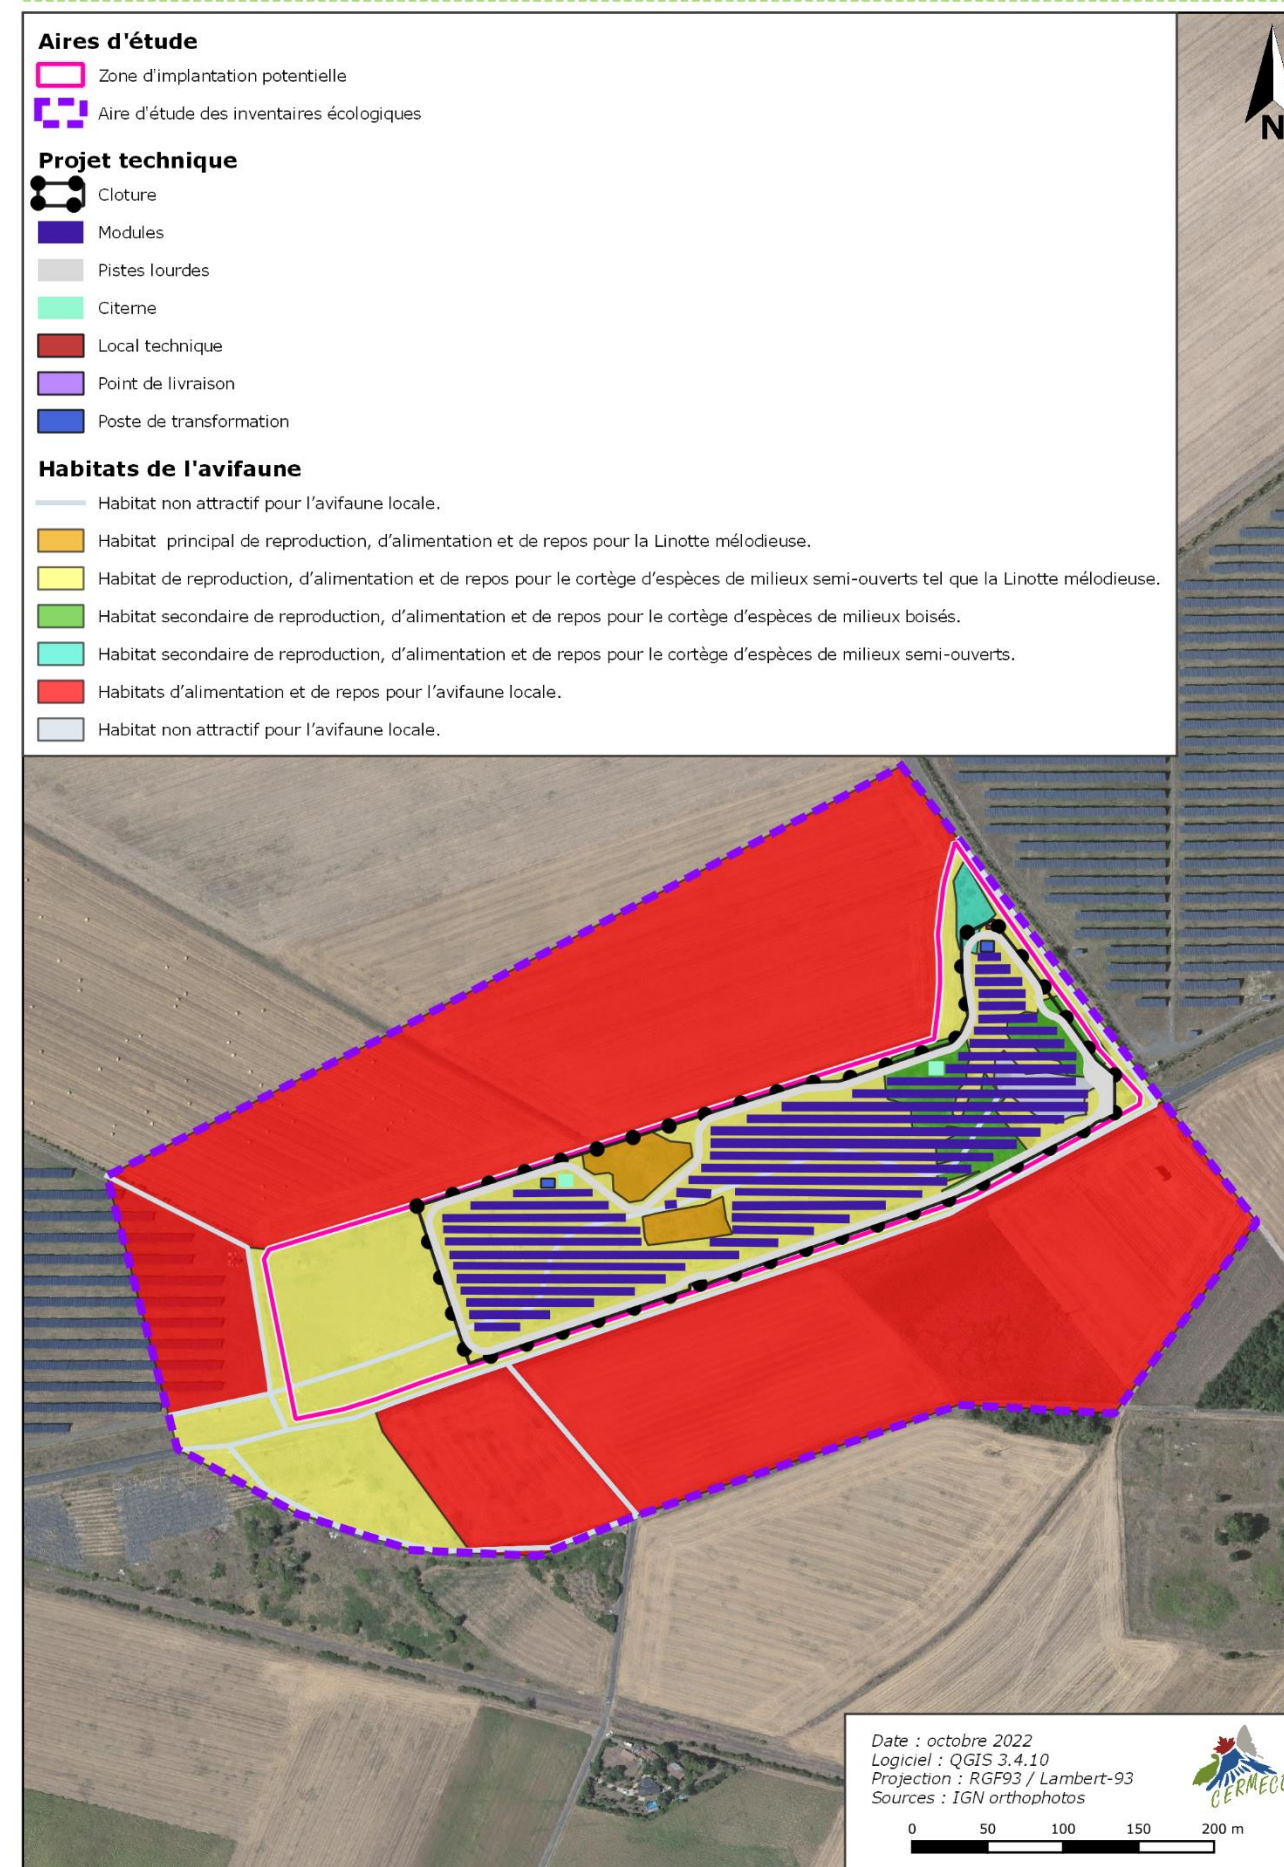 Aires d'étude
Zone d'implantation potentielle
Aire d'étude des inventaires écologiques
Projet technique
Cloture
Modules
Pistes lourdes
Citerne
Local technique
Point de livraison
Poste de transformation
Habitats de l'avifaune
Habitat non attractif pour l'avifaune locale.
Habitat principal de reproduction, d'alimentation et de repos pour la Linotte mélodieuse.
Habitat de reproduction, d'alimentation et de repos pour le cortège d'espèces de milieux semi-ouverts tel que la Linotte mélodieuse.
Habitat secondaire de reproduction, d'alimentation et de repos pour le cortège d'espèces de milieux boisés.
Habitat secondaire de reproduction, d'alimentation et de repos pour le cortège d'espèces de milieux semi-ouverts.
Habitats d'alimentation et de repos pour l'avifaune locale.
Habitat non attractif pour l'avifaune locale.
N
Date : octobre 2022
Logiciel : QGIS 3.4.10
Projection : RGF93 / Lambert-93
Sources : IGN orthophotos
0 50 100 150 200 m